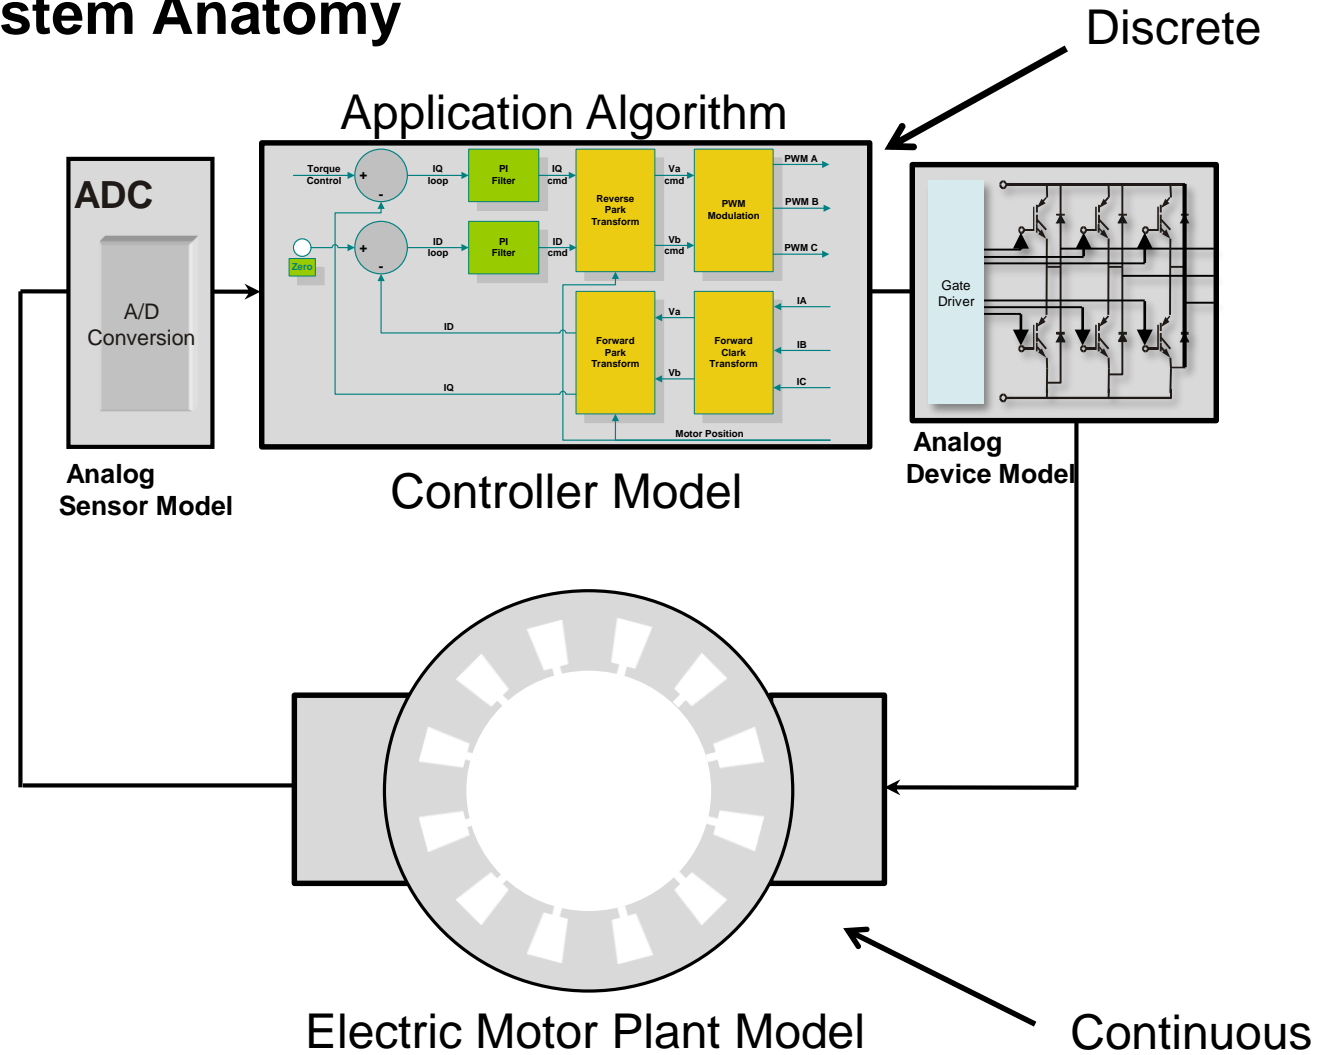 stem Anatomy
Discrete
Application Algorithm
ADC
A/D
Conversion
Analog
Sensor Model
Torque
Control
+
-
IQ
loop
PI
Filter
IQ
cmd
Reverse
Park
Transform
Va
cmd
PWM
Modulation
PWM A
PWM B
PWM C
Zero
+
-
ID
loop
PI
Filter
ID
cmd
Vb
cmd
ID
IQ
Forward
Park
Transform
Va
Vb
Forward
Clark
Transform
IA
IB
IC
Motor Position
Controller Model
Gate
Driver
Analog
Device Model
Electric Motor Plant Model
Continuous